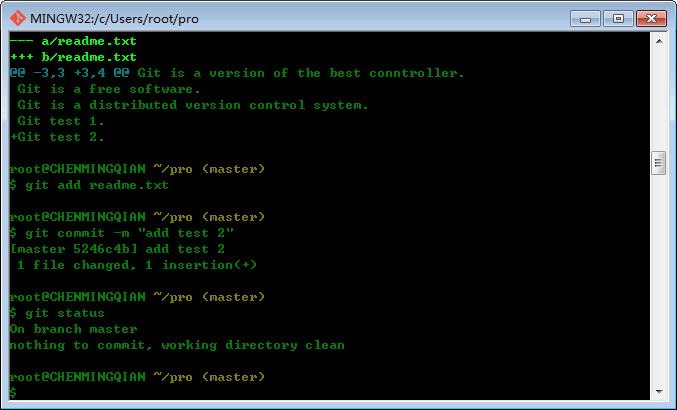 MINGW32:/c/Users/root/pro
--- a/readme.txt
+++ b/readme.txt
@@ -3,3 +3,4 @@ Git is a version of the best conntroller.
 Git is a free software.
 Git is a distributed version control system.
 Git test 1.
+Git test 2.
root@CHENMINGQIAN ~/pro (master)
$ git add readme.txt
root@CHENMINGQIAN ~/pro (master)
$ git commit -m "add test 2"
[master 5246c4b] add test 2
 1 file changed, 1 insertion(+)
root@CHENMINGQIAN ~/pro (master)
$ git status
On branch master
nothing to commit, working directory clean
root@CHENMINGQIAN ~/pro (master)
$